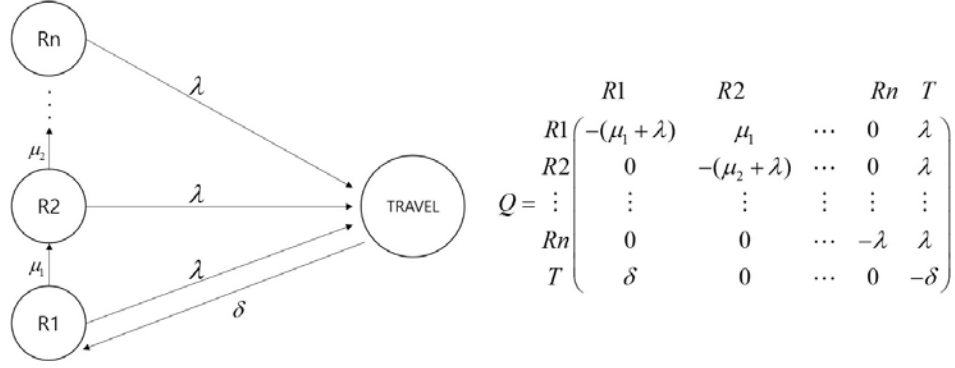 Rn
λ
⋮
μ₂
R2
λ
TRAVEL
μ₁
λ
R1
δ
R1 R2 Rn T
R1 −(μ₁ + λ) μ₁ ⋯ 0 λ
R2 0 −(μ₂ + λ) ⋯ 0 λ
Q = ⋮ ⋮ ⋮ ⋮ ⋮ ⋮
Rn 0 0 ⋯ −λ λ
T δ 0 ⋯ 0 −δ